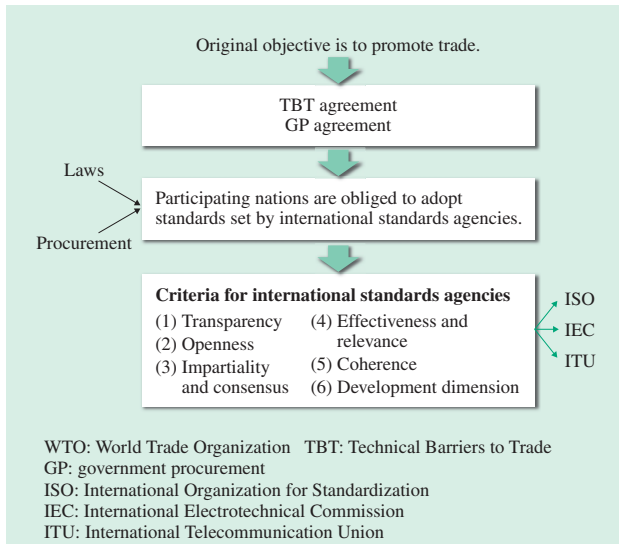 Original objective is to promote trade.
TBT agreement
GP agreement
Laws
Procurement
Participating nations are obliged to adopt
standards set by international standards agencies.
Criteria for international standards agencies
(1) Transparency
(2) Openness
(3) Impartiality
and consensus
(4) Effectiveness and
relevance
(5) Coherence
(6) Development dimension
ISO
IEC
ITU
WTO: World Trade Organization TBT: Technical Barriers to Trade
GP: government procurement
ISO: International Organization for Standardization
IEC: International Electrotechnical Commission
ITU: International Telecommunication Union